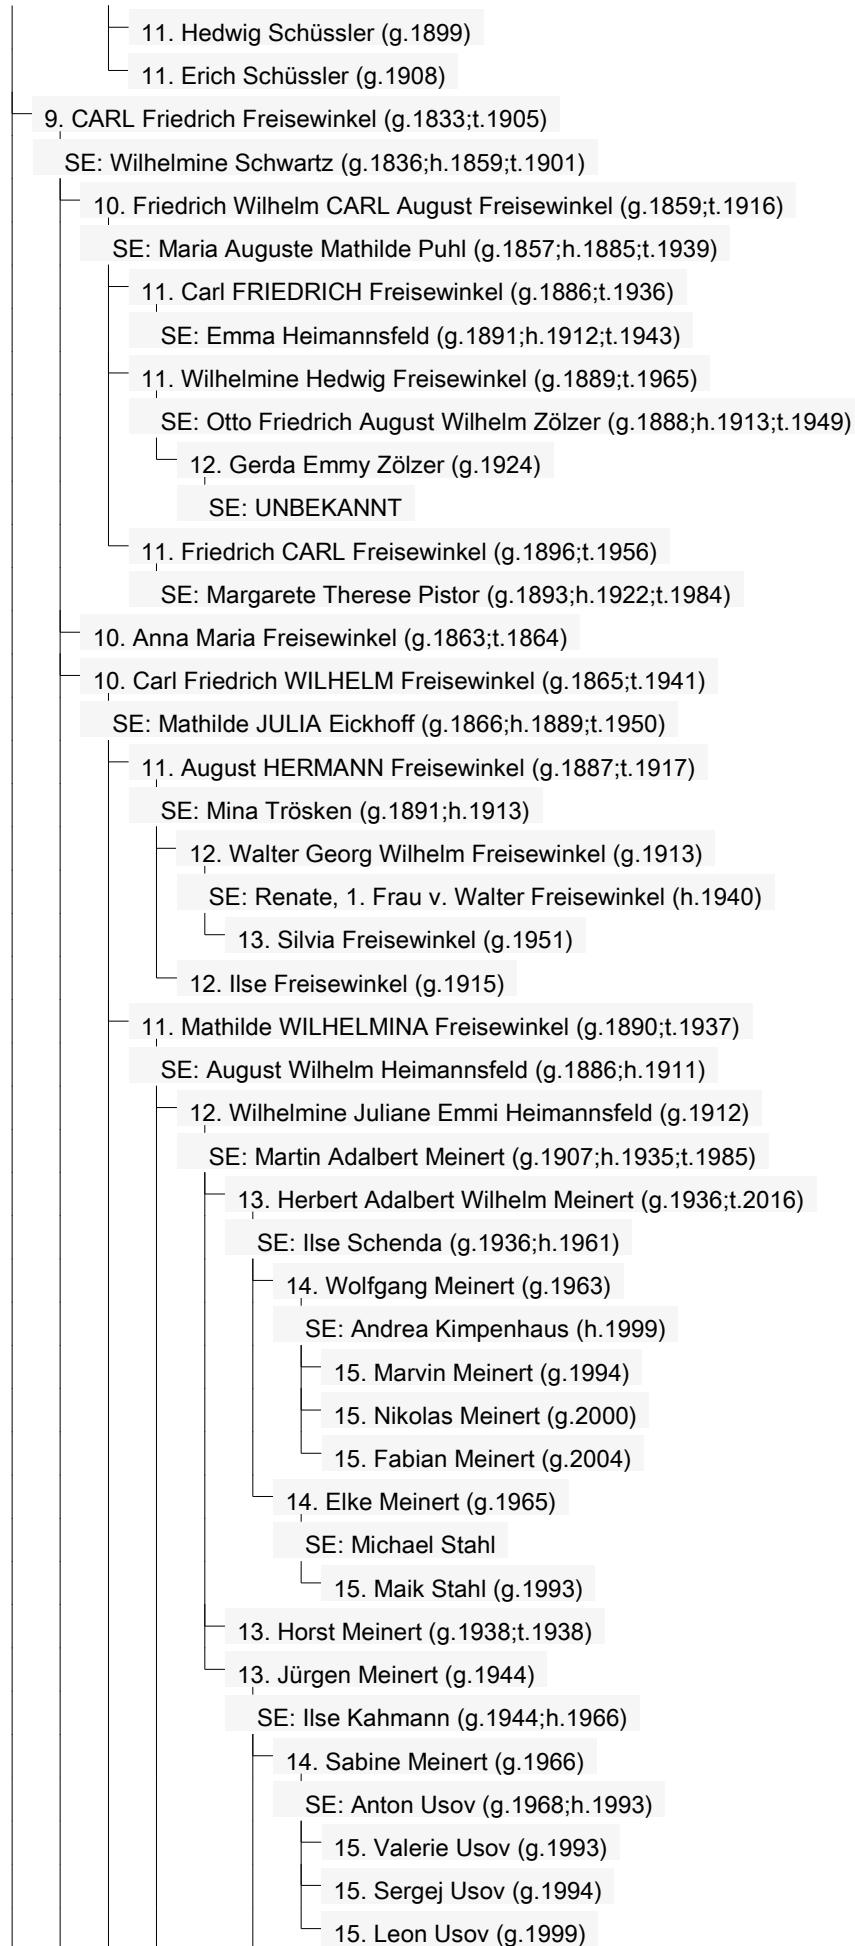 11. Hedwig Schüssler (g.1899)
11. Erich Schüssler (g.1908)
9. CARL Friedrich Freisewinkel (g.1833;t.1905)
SE: Wilhelmine Schwartz (g.1836;h.1859;t.1901)
10. Friedrich Wilhelm CARL August Freisewinkel (g.1859;t.1916)
SE: Maria Auguste Mathilde Puhl (g.1857;h.1885;t.1939)
11. Carl FRIEDRICH Freisewinkel (g.1886;t.1936)
SE: Emma Heimannsfeld (g.1891;h.1912;t.1943)
11. Wilhelmine Hedwig Freisewinkel (g.1889;t.1965)
SE: Otto Friedrich August Wilhelm Zölzer (g.1888;h.1913;t.1949)
12. Gerda Emmy Zölzer (g.1924)
SE: UNBEKANNT
11. Friedrich CARL Freisewinkel (g.1896;t.1956)
SE: Margarete Therese Pistor (g.1893;h.1922;t.1984)
10. Anna Maria Freisewinkel (g.1863;t.1864)
10. Carl Friedrich WILHELM Freisewinkel (g.1865;t.1941)
SE: Mathilde JULIA Eickhoff (g.1866;h.1889;t.1950)
11. August HERMANN Freisewinkel (g.1887;t.1917)
SE: Mina Trösken (g.1891;h.1913)
12. Walter Georg Wilhelm Freisewinkel (g.1913)
SE: Renate, 1. Frau v. Walter Freisewinkel (h.1940)
13. Silvia Freisewinkel (g.1951)
12. Ilse Freisewinkel (g.1915)
11. Mathilde WILHELMINA Freisewinkel (g.1890;t.1937)
SE: August Wilhelm Heimannsfeld (g.1886;h.1911)
12. Wilhelmine Juliane Emmi Heimannsfeld (g.1912)
SE: Martin Adalbert Meinert (g.1907;h.1935;t.1985)
13. Herbert Adalbert Wilhelm Meinert (g.1936;t.2016)
SE: Ilse Schenda (g.1936;h.1961)
14. Wolfgang Meinert (g.1963)
SE: Andrea Kimpenhaus (h.1999)
15. Marvin Meinert (g.1994)
15. Nikolas Meinert (g.2000)
15. Fabian Meinert (g.2004)
14. Elke Meinert (g.1965)
SE: Michael Stahl
15. Maik Stahl (g.1993)
13. Horst Meinert (g.1938;t.1938)
13. Jürgen Meinert (g.1944)
SE: Ilse Kahmann (g.1944;h.1966)
14. Sabine Meinert (g.1966)
SE: Anton Usov (g.1968;h.1993)
15. Valerie Usov (g.1993)
15. Sergej Usov (g.1994)
15. Leon Usov (g.1999)